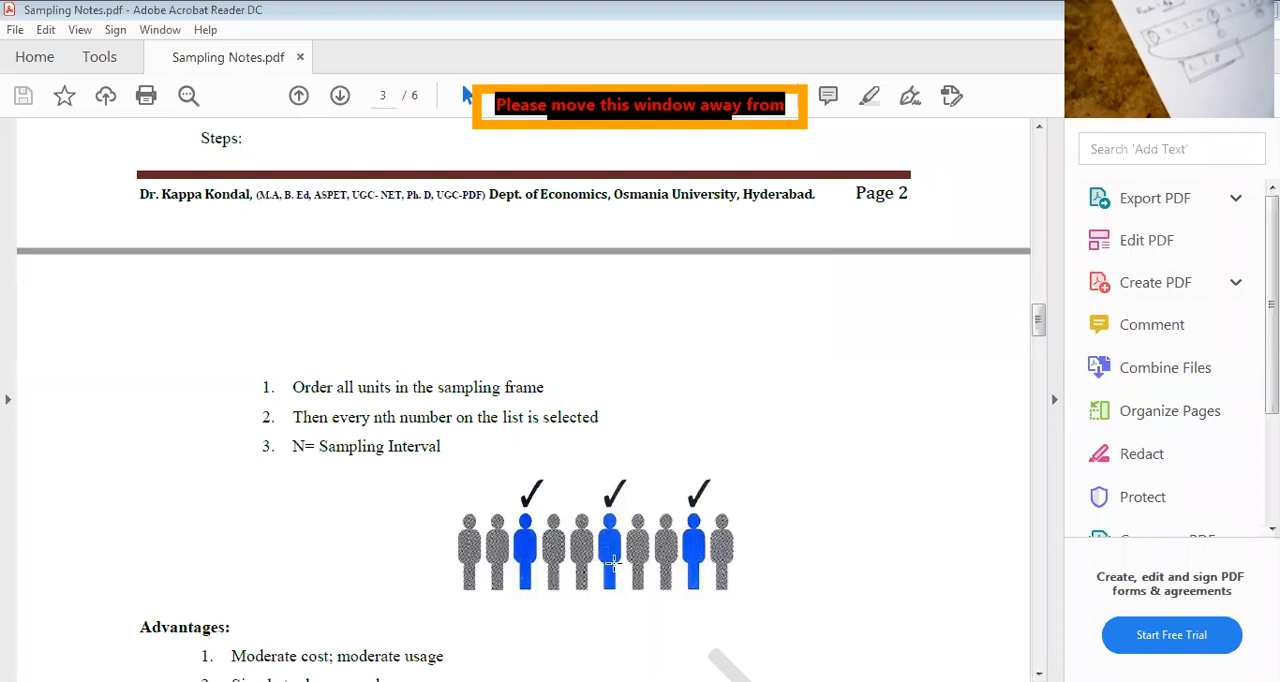 Sampling Notes.pdf - Adobe Acrobat Reader DC
File Edit View Sign Window Help
Home Tools Sampling Notes.pdf ×
3 / 6
Please move this window away from
Steps:
Dr. Kappa Kondal, (M.A, B. Ed, ASPET, UGC- NET, Ph. D, UGC-PDF) Dept. of Economics, Osmania University, Hyderabad. Page 2
1. Order all units in the sampling frame
2. Then every nth number on the list is selected
3. N= Sampling Interval
Advantages:
1. Moderate cost; moderate usage
Search 'Add Text'
Export PDF
Edit PDF
Create PDF
Comment
Combine Files
Organize Pages
Redact
Protect
Create, edit and sign PDF
forms & agreements
Start Free Trial